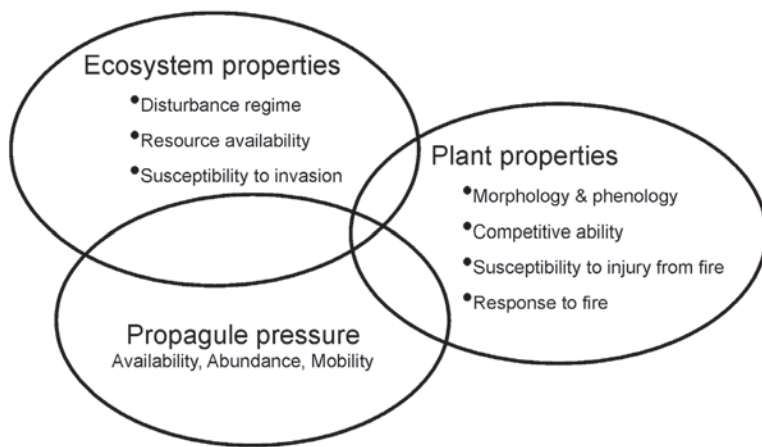 Ecosystem properties
•Disturbance regime
•Resource availability
•Susceptibility to invasion
Plant properties
•Morphology & phenology
•Competitive ability
•Susceptibility to injury from fire
•Response to fire
Propagule pressure
Availability, Abundance, Mobility